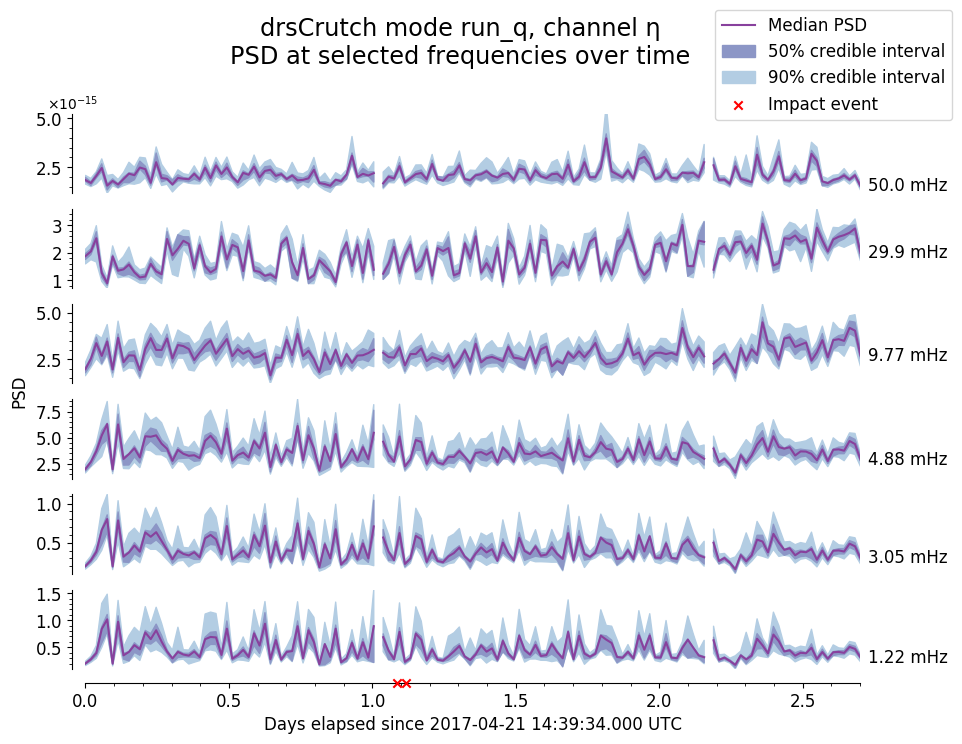 drsCrutch mode run_q, channel η
PSD at selected frequencies over time
Median PSD
50% credible interval
90% credible interval
Impact event
×10⁻¹⁵
5.0
2.5
50.0 mHz
3
2
1
29.9 mHz
5.0
2.5
9.77 mHz
PSD
7.5
5.0
2.5
4.88 mHz
1.0
0.5
3.05 mHz
1.5
1.0
0.5
1.22 mHz
0.0 0.5 1.0 1.5 2.0 2.5
Days elapsed since 2017-04-21 14:39:34.000 UTC